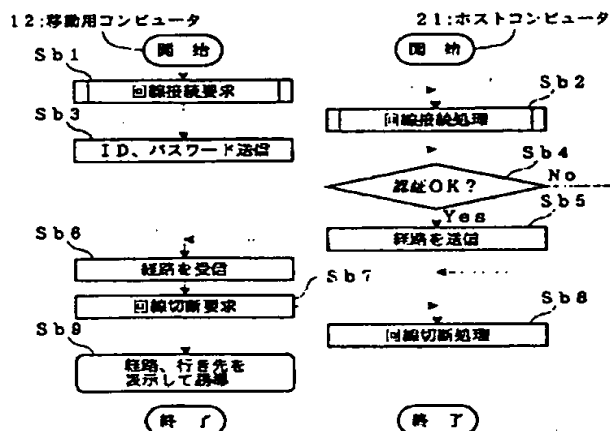 12:移動用コンピュータ
21:ホストコンピュータ
開始
開始
Sb1
回線接続要求
Sb2
回線接続処理
Sb3
ID、パスワード送信
Sb4
認証OK?
No
Yes
Sb5
経路を送信
Sb6
経路を受信
Sb7
回線切断要求
Sb8
回線切断処理
Sb9
経路、行き先を
表示して誘導
終了
終了